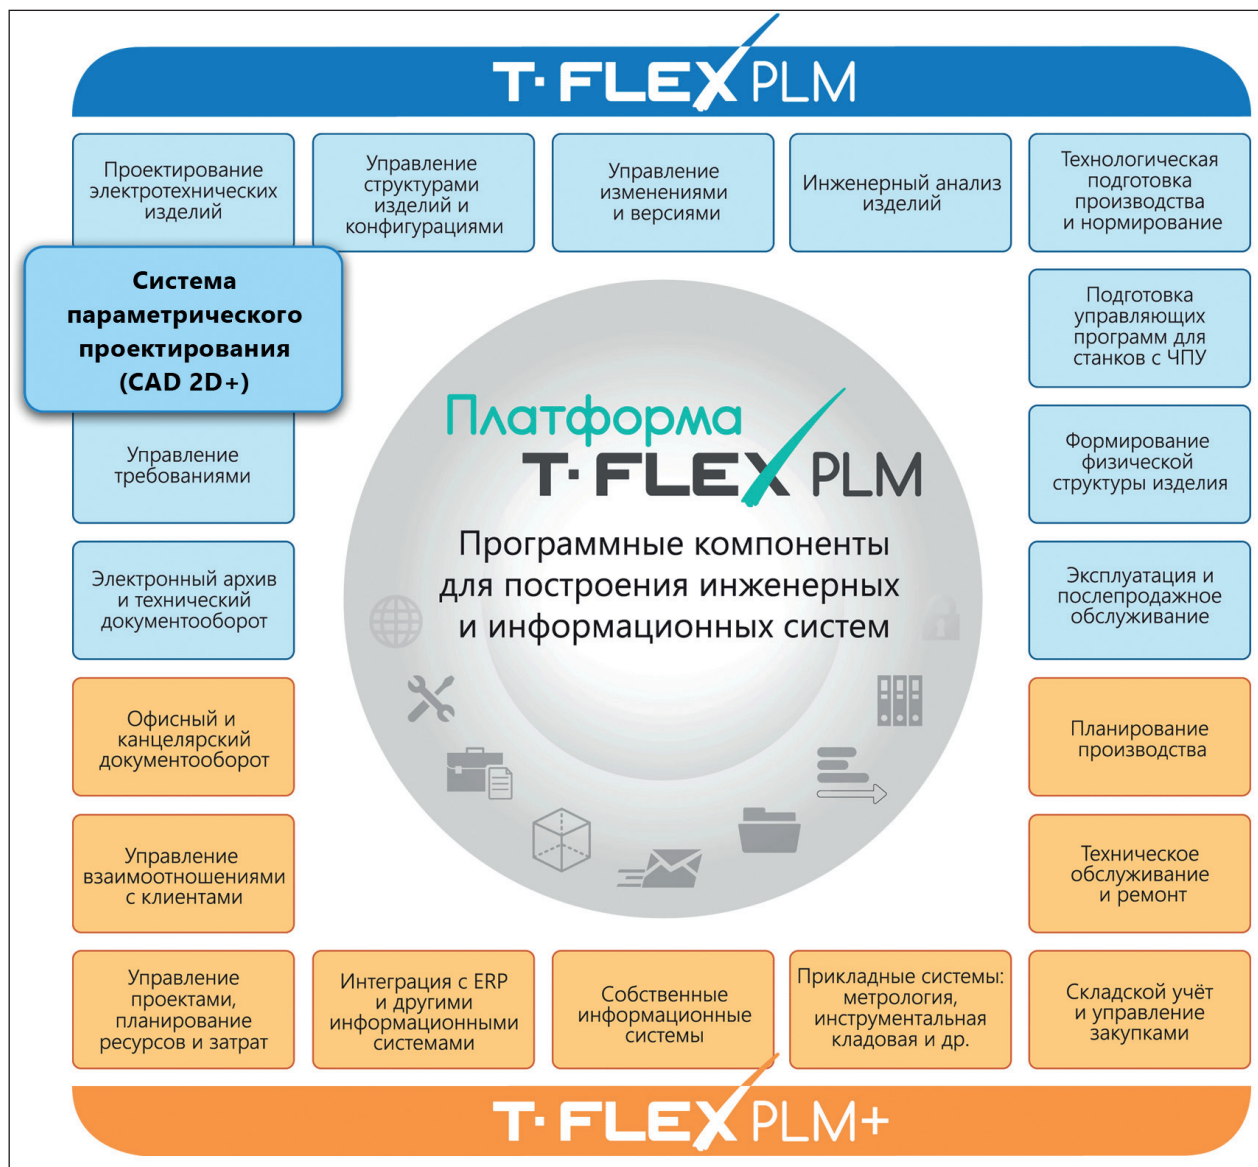 T-FLEX PLM
Проектирование
электротехнических
изделий
Управление
структурами
изделий и
конфигурациями
Управление
изменениями
и версиями
Инженерный анализ
изделий
Технологическая
подготовка
производства
и нормирование
Система
параметрического
проектирования
(CAD 2D+)
Подготовка
управляющих
программ для
станков с ЧПУ
Управление
требованиями
Формирование
физической
структуры изделия
Платформа
T-FLEX PLM
Программные компоненты
для построения инженерных
и информационных систем
Электронный архив
и технический
документооборот
Эксплуатация и
послепродажное
обслуживание
Офисный и
канцелярский
документооборот
Планирование
производства
Управление
взаимоотношениями
с клиентами
Техническое
обслуживание
и ремонт
Управление
проектами,
планирование
ресурсов и затрат
Интеграция с ERP
и другими
информационными
системами
Собственные
информационные
системы
Прикладные системы:
метрология,
инструментальная
кладовая и др.
Складской учёт
и управление
закупками
T-FLEX PLM+